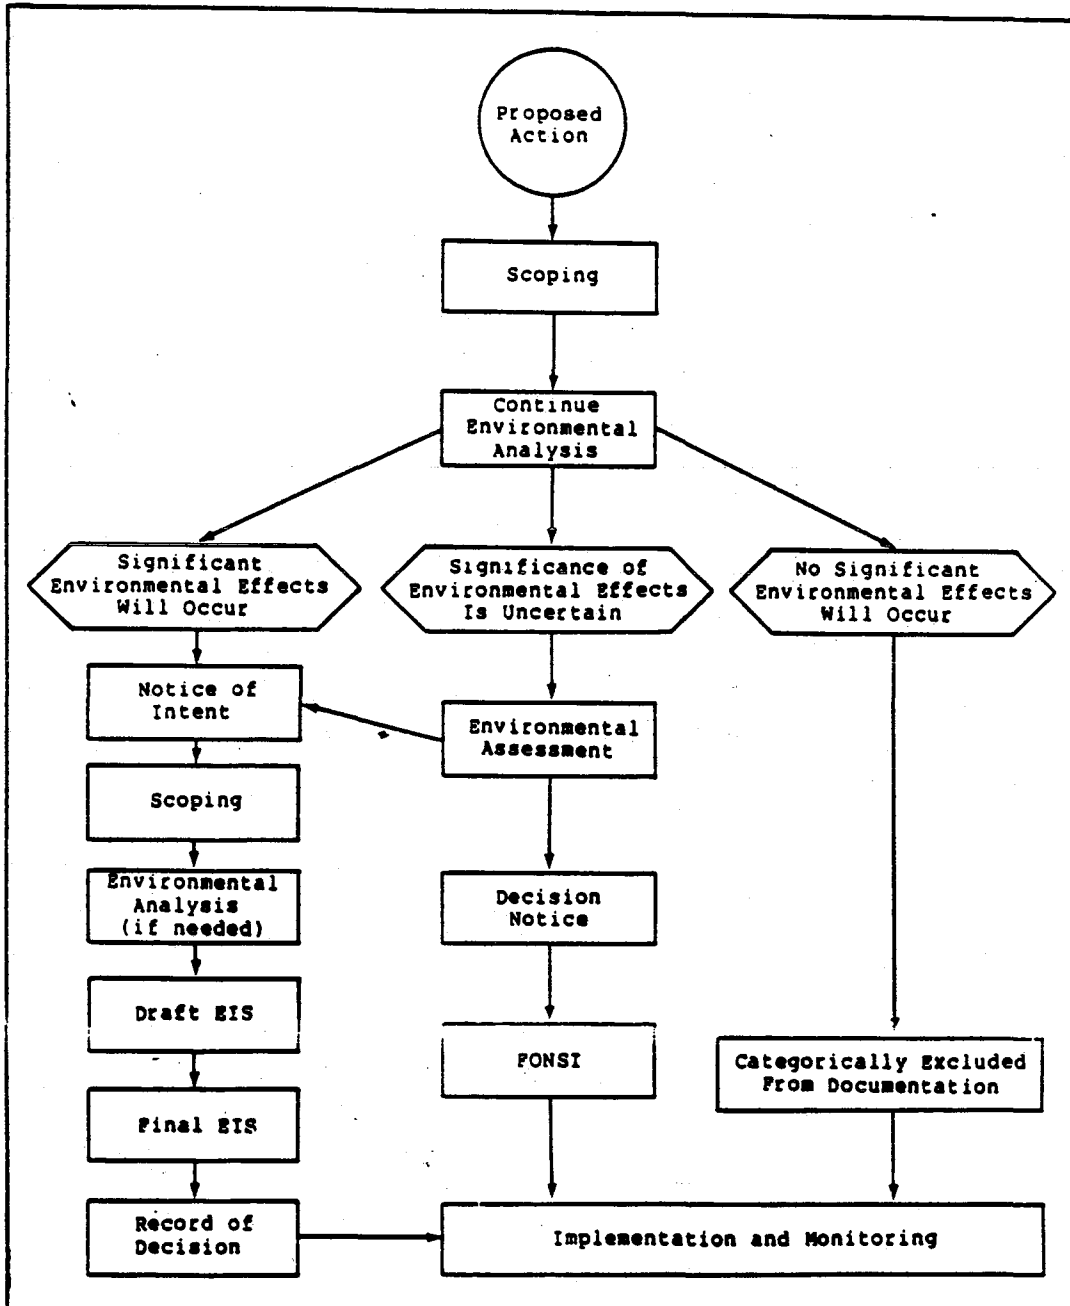 Proposed
Action
Scoping
Continue
Environmental
Analysis
Significant
Environmental Effects
Will Occur
Significance of
Environmental Effects
Is Uncertain
No Significant
Environmental Effects
Will Occur
Notice of
Intent
Environmental
Assessment
Scoping
Environmental
Analysis
(if needed)
Decision
Notice
Draft EIS
FONSI
Categorically Excluded
From Documentation
Final EIS
Record of
Decision
Implementation and Monitoring